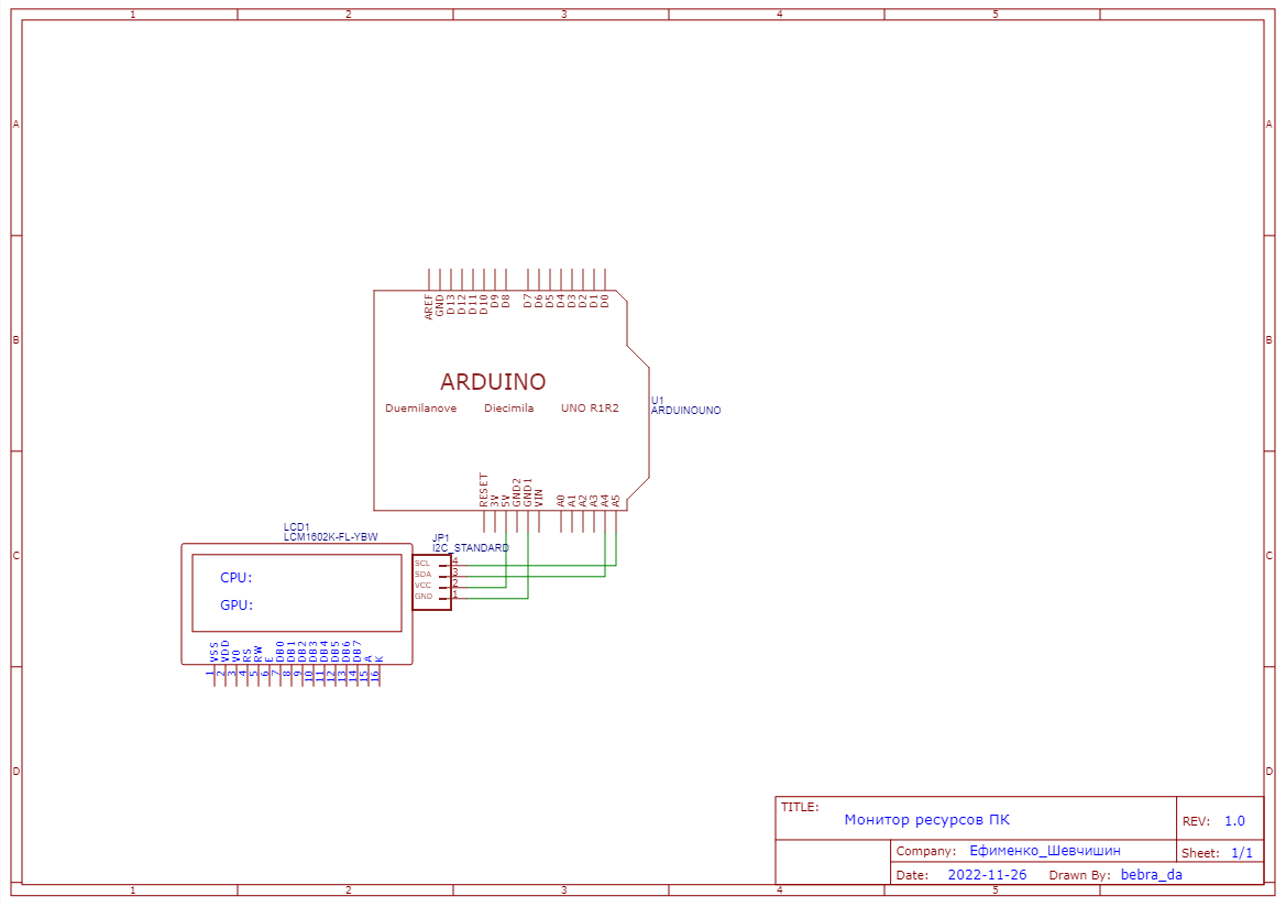 1 2 3 4 5
A A
AREF GND D13 D12 D11 D10 D9 D8 D7 D6 D5 D4 D3 D2 D1 D0
B B
ARDUINO
Duemilanove Diecimila UNO R1R2
U1
ARDUINOUNO
RESET 3V 5V GND2 GND1 VIN A0 A1 A2 A3 A4 A5
LCD1
LCM1602K-FL-YBW
JP1
I2C_STANDARD
C C
SCL 4
SDA 3
VCC 2
GND 1
CPU:
GPU:
VSS VDD V0 RS RW E DB0 DB1 DB2 DB3 DB4 DB5 DB6 DB7 A K
1 2 3 4 5 6 7 8 9 10 11 12 13 14 15 16
D D
TITLE:
Монитор ресурсов ПК
REV: 1.0
Company: Ефименко_Шевчишин
Sheet: 1/1
Date: 2022-11-26 Drawn By: bebra_da
1 2 3 4 5